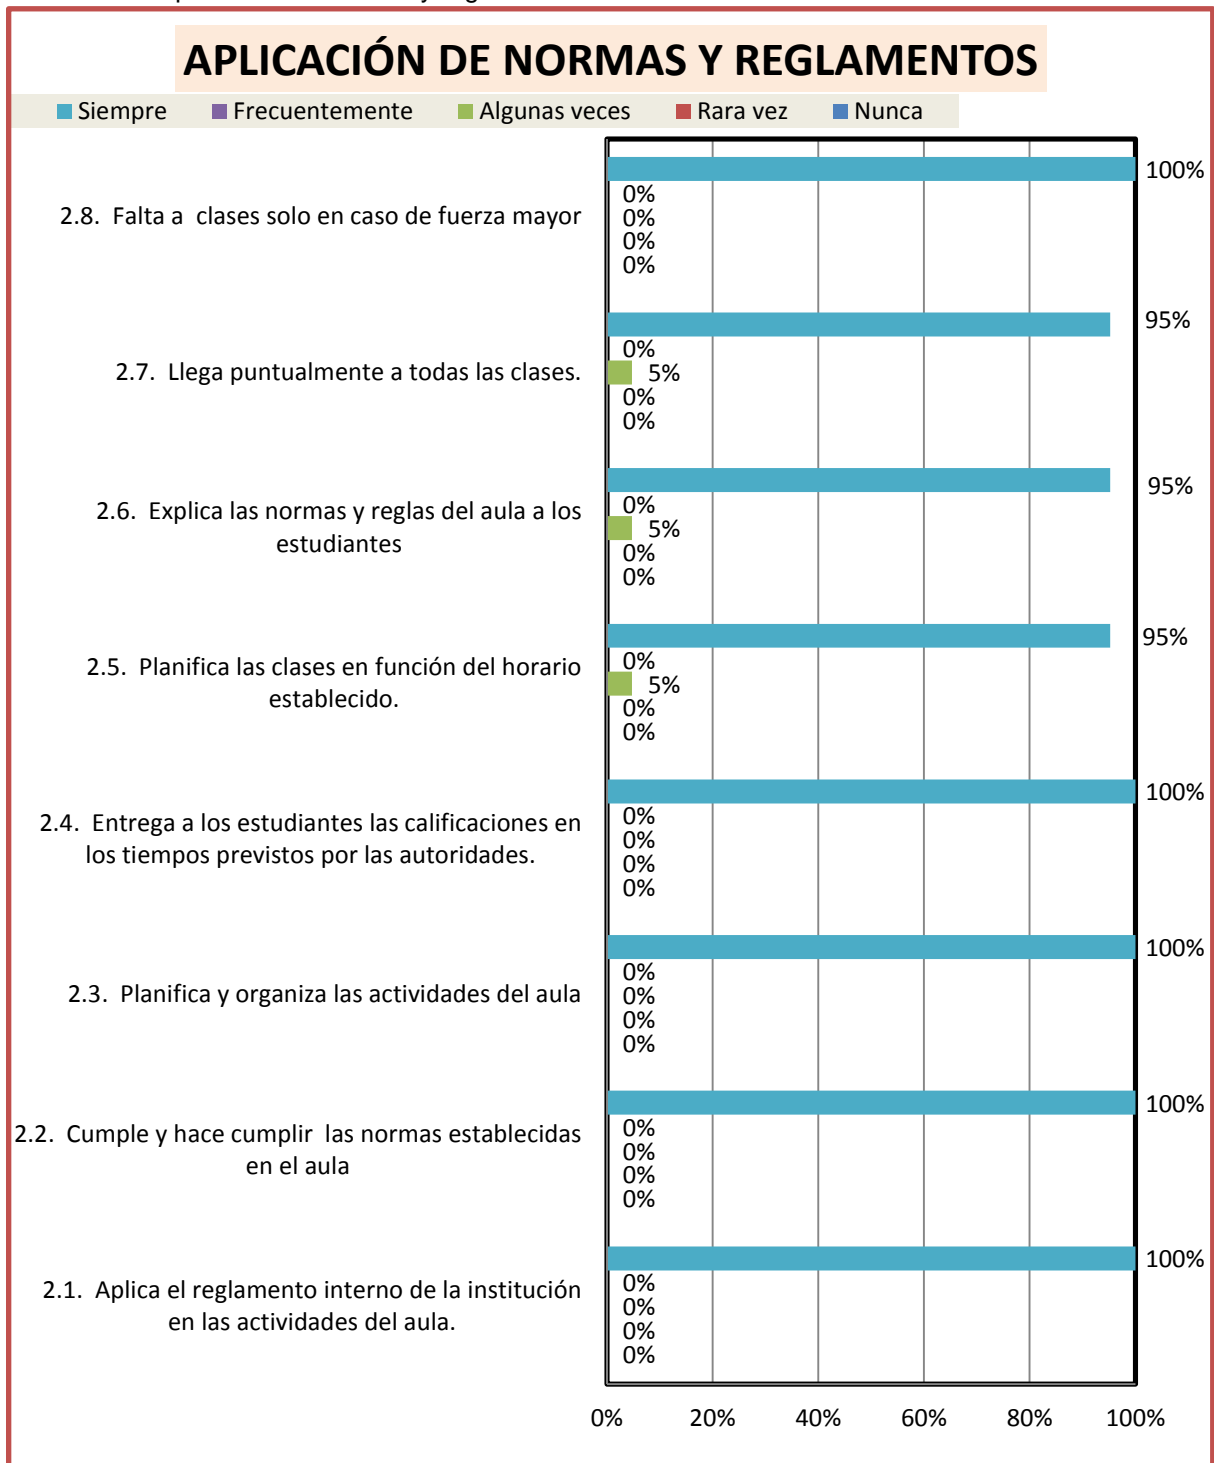 APLICACIÓN DE NORMAS Y REGLAMENTOS
Siempre Frecuentemente Algunas veces Rara vez Nunca
100%
0%
2.8. Falta a clases solo en caso de fuerza mayor
0%
0%
0%
95%
0%
2.7. Llega puntualmente a todas las clases.
5%
0%
0%
95%
0%
2.6. Explica las normas y reglas del aula a los
estudiantes
5%
0%
0%
95%
0%
2.5. Planifica las clases en función del horario
establecido.
5%
0%
0%
100%
0%
2.4. Entrega a los estudiantes las calificaciones en
los tiempos previstos por las autoridades.
0%
0%
0%
100%
0%
2.3. Planifica y organiza las actividades del aula
0%
0%
0%
100%
0%
2.2. Cumple y hace cumplir las normas establecidas
en el aula
0%
0%
0%
100%
0%
2.1. Aplica el reglamento interno de la institución
en las actividades del aula.
0%
0%
0%
0% 20% 40% 60% 80% 100%